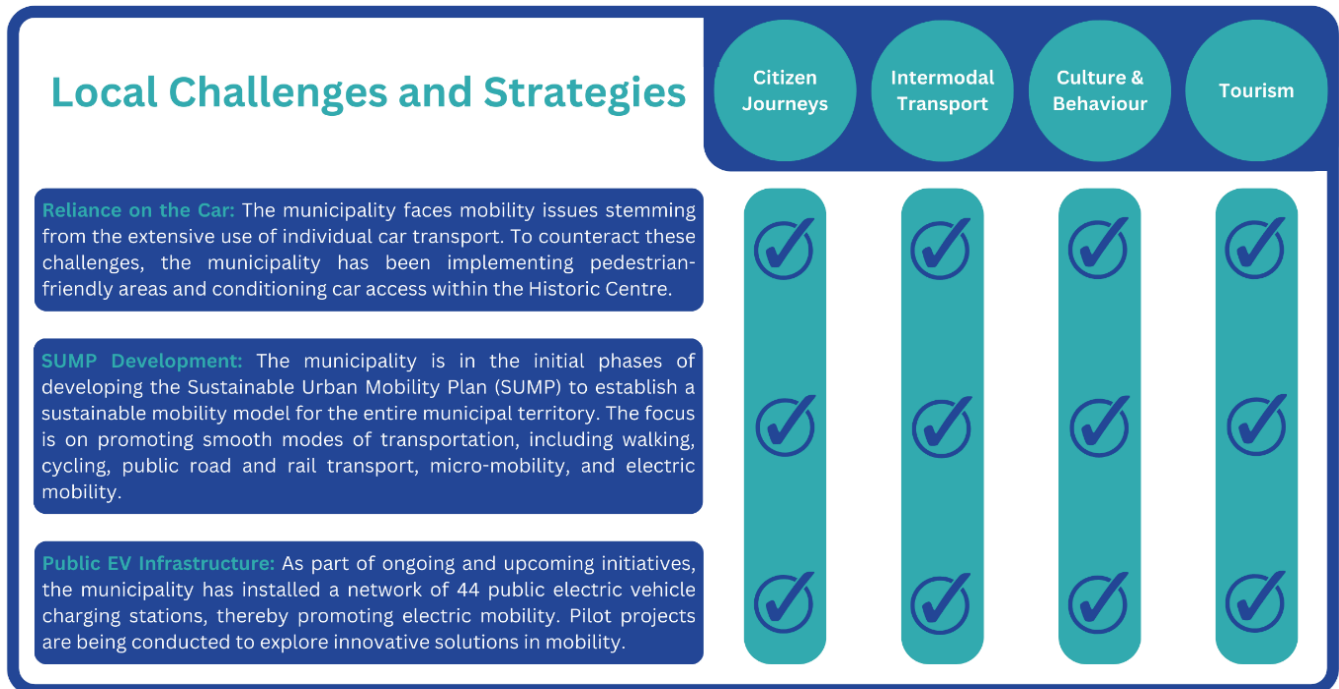 Local Challenges and Strategies
Citizen
Journeys
Intermodal
Transport
Culture &
Behaviour
Tourism
Reliance on the Car: The municipality faces mobility issues stemming
from the extensive use of individual car transport. To counteract these
challenges, the municipality has been implementing pedestrian-
friendly areas and conditioning car access within the Historic Centre.
SUMP Development: The municipality is in the initial phases of
developing the Sustainable Urban Mobility Plan (SUMP) to establish a
sustainable mobility model for the entire municipal territory. The focus
is on promoting smooth modes of transportation, including walking,
cycling, public road and rail transport, micro-mobility, and electric
mobility.
Public EV Infrastructure: As part of ongoing and upcoming initiatives,
the municipality has installed a network of 44 public electric vehicle
charging stations, thereby promoting electric mobility. Pilot projects
are being conducted to explore innovative solutions in mobility.